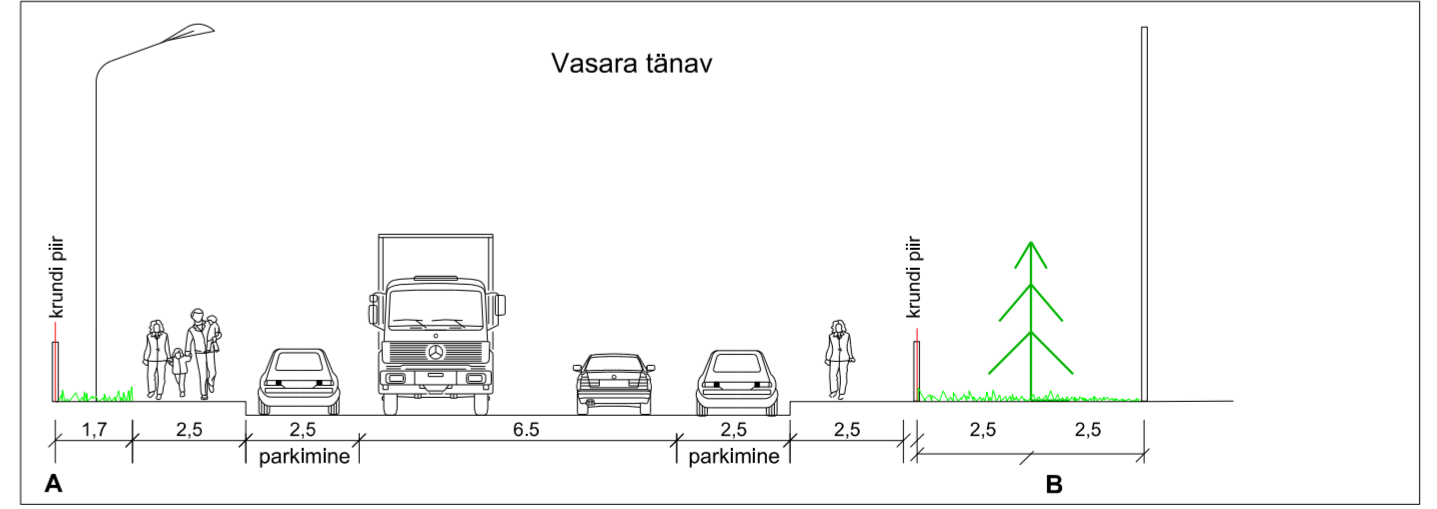 Vasara tänav
krundi piir
krundi piir
1,7 2,5 2,5 6.5 2,5 2,5 2,5 2,5
parkimine parkimine
A B